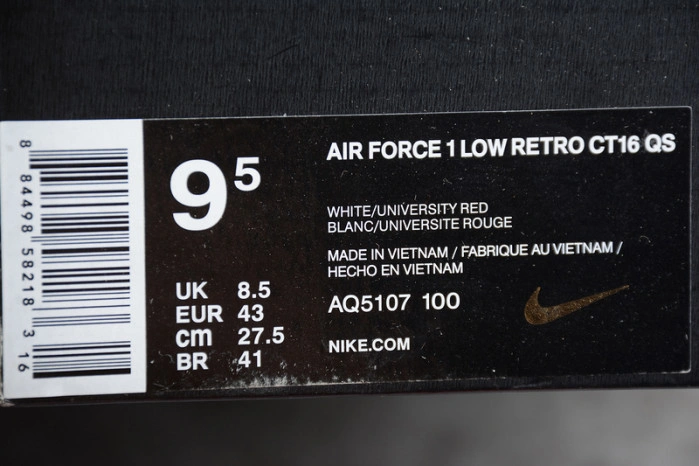 8 84498 58218 3 16
9 5
UK 8.5
EUR 43
cm 27.5
BR 41
AIR FORCE 1 LOW RETRO CT16 QS
WHITE/UNIVERSITY RED
BLANC/UNIVERSITE ROUGE
MADE IN VIETNAM / FABRIQUE AU VIETNAM /
HECHO EN VIETNAM
AQ5107 100
NIKE.COM